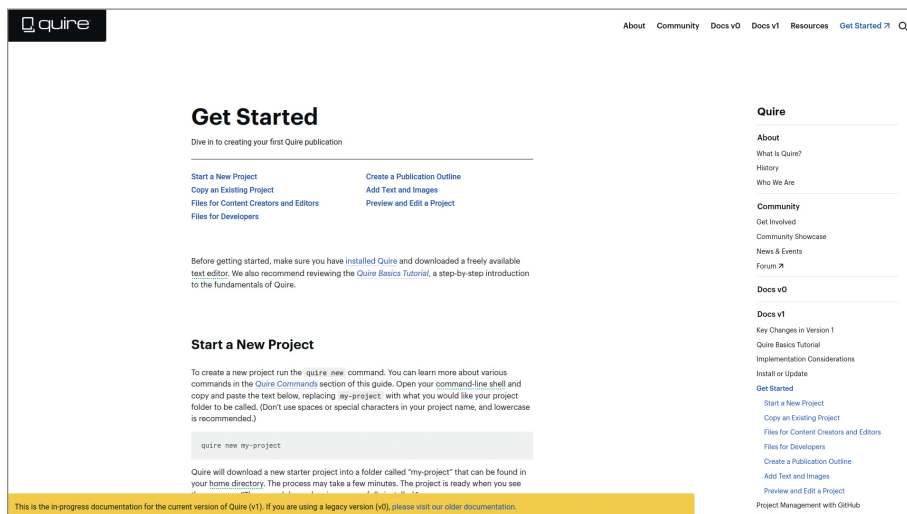 quire
About Community Docs v0 Docs v1 Resources Get Started ↗
Get Started
Dive in to creating your first Quire publication
Start a New Project
Copy an Existing Project
Files for Content Creators and Editors
Files for Developers
Create a Publication Outline
Add Text and Images
Preview and Edit a Project
Before getting started, make sure you have installed Quire and downloaded a freely available
text editor. We also recommend reviewing the Quire Basics Tutorial, a step-by-step introduction
to the fundamentals of Quire.
Start a New Project
To create a new project run the quire new command. You can learn more about various
commands in the Quire Commands section of this guide. Open your command-line shell and
copy and paste the text below, replacing my-project with what you would like your project
folder to be called. (Don't use spaces or special characters in your project name, and lowercase
is recommended.)
quire new my-project
Quire will download a new starter project into a folder called “my-project” that can be found in
your home directory. The process may take a few minutes. The project is ready when you see
This is the in-progress documentation for the current version of Quire (v1). If you are using a legacy version (v0), please visit our older documentation.
Quire
About
What Is Quire?
History
Who We Are
Community
Get Involved
Community Showcase
News & Events
Forum ↗
Docs v0
Docs v1
Key Changes in Version 1
Quire Basics Tutorial
Implementation Considerations
Install or Update
Get Started
Start a New Project
Copy an Existing Project
Files for Content Creators and Editors
Files for Developers
Create a Publication Outline
Add Text and Images
Preview and Edit a Project
Project Management with GitHub